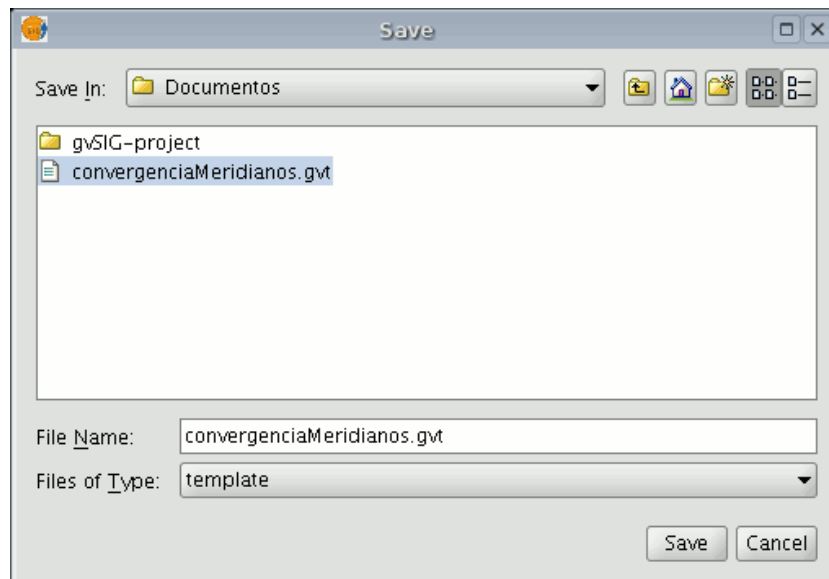 Save
Save In: Documentos
gvSIG-project
convergenciaMeridianos.gvt
File Name: convergenciaMeridianos.gvt
Files of Type: template
Save Cancel